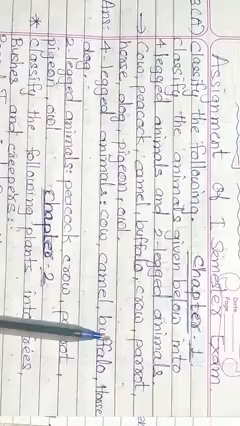 Date
Page
Assignment of I Semester Exam
Chapter 1
3(A) Classify the following.
Classify the animals given below into
4 legged animals and 2-legged animals.
→ Cow, peacock, camel, buffalo, crow, parrot,
horse, dog, pigeon, owl.
Ans: 4 legged animals: cow, camel, buffalo, Horse
dog.
2 legged animals: peacock crow,
pigeon, owl
Chapter-2
* Classify the following plants into
Bushes and creepers: